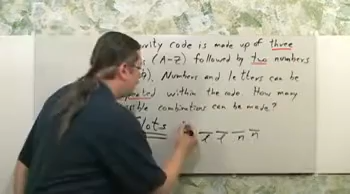 urity code is made up of three
(A-Z) followed by two numbers
Numbers and letters can be
within the code. How many
combinations can be made?
lots
l l n n